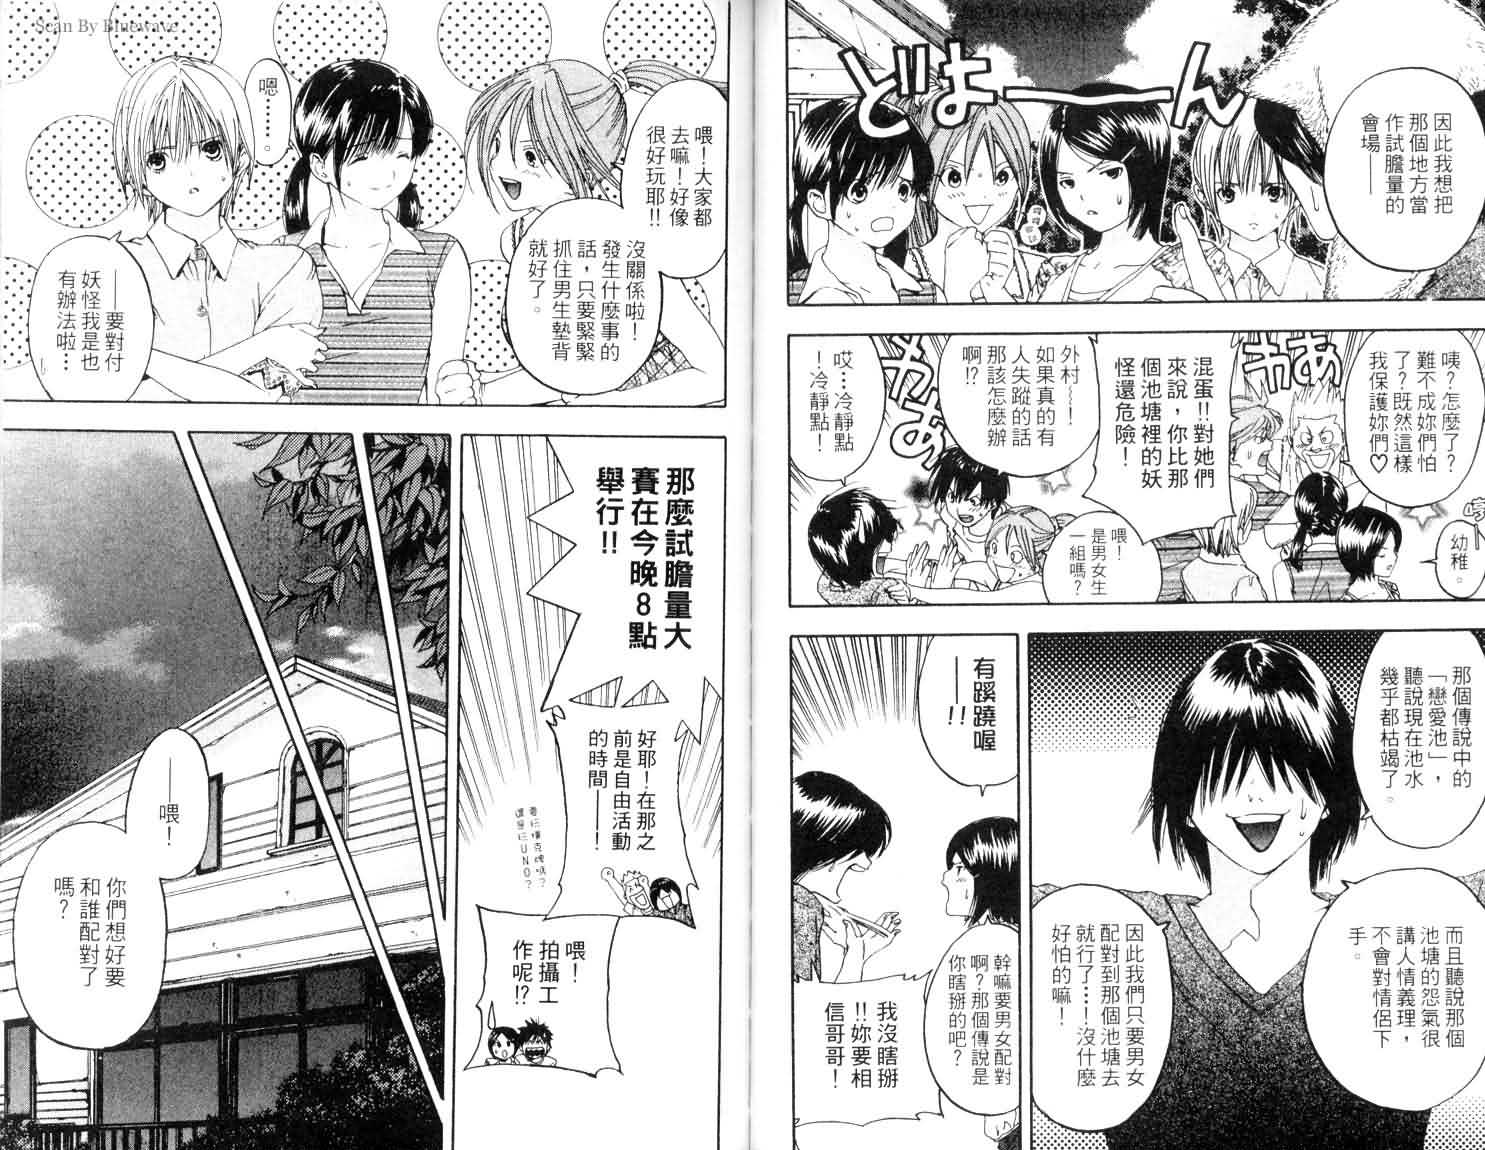 Scan By Bluewave
どよーーん
因此我想把
那個地方當
作試膽量的
會場——
咦?怎麼了?
難不成妳們怕
了?既然這樣
我保護妳們♡
幼稚。
混蛋!!對她們
來說,你比那
個池塘裡的妖
怪還危險!
喂!
是男女生
一組嗎?
外村~!
如果真的有
人失蹤的話
那該怎麼辦
啊!?
哎…冷靜點
!冷靜點!
那個傳說中的
「戀愛池」,
聽說現在池水
幾乎都枯竭了。
而且聽說那個
池塘的怨氣很
講人情義理,
不會對情侶下
手。
因此我們只要男女
配對到那個池塘去
就行了…!沒什麼
好怕的嘛!
有蹊蹺喔
——!!
幹嘛要男女配對
啊?那個傳說是
你瞎掰的吧?
我沒瞎掰
!!妳要相
信哥哥!
喂!大家都
去嘛!好像
很好玩耶!!
沒關係啦!
發生什麼事的
話,只要緊緊
抓住男生墊背
就好了。
嗯…。
——要對付
妖怪我是也
有辦法啦…
那麼試膽量大
賽在今晚8點
舉行!!
好耶!在那之
前是自由活動
的時間——!
要玩撲克牌嗎?
還是玩UNO?
喂!
拍攝工
作呢!?
——喂!
你們想好要
和誰配對了
嗎?